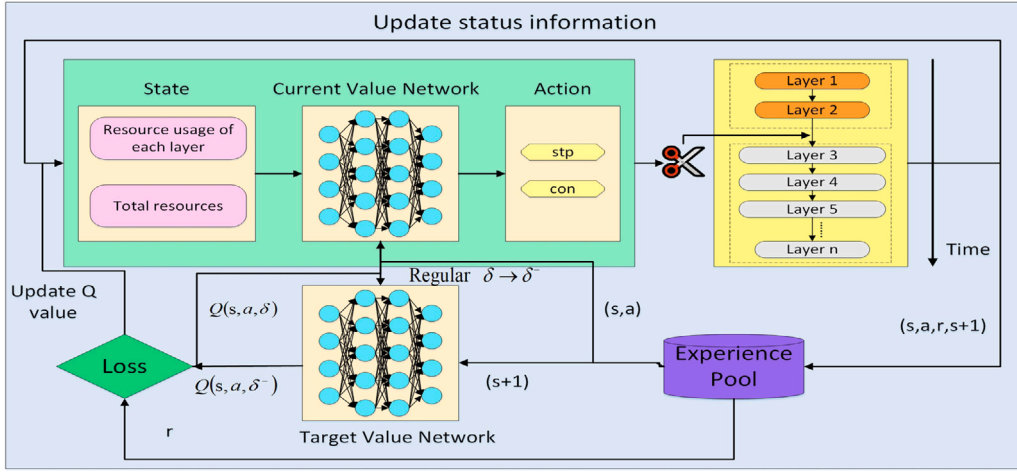 Update status information
State
Current Value Network
Action
Resource usage of
each layer
Total resources
stp
con
Layer 1
Layer 2
Layer 3
Layer 4
Layer 5
Layer n
Time
Regular δ → δ⁻
Update Q
value
Q(s, a, δ)
(s,a)
(s,a,r,s+1)
Loss
Q(s, a, δ⁻)
(s+1)
Experience
Pool
r
Target Value Network